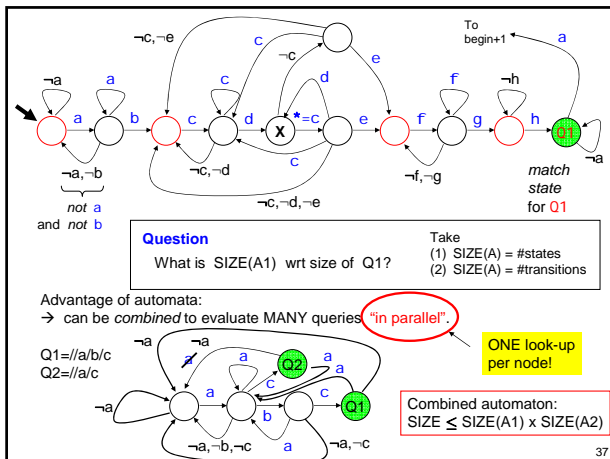 ¬c,¬e
c
¬c
To
begin+1
a
¬a
a
c
d
e
f
¬h
a
b
c
d
X
*=c
e
f
g
h
Q1
¬a
¬a,¬b
¬c,¬d
c
¬f,¬g
¬c,¬d,¬e
not a
and not b
match
state
for Q1
Question
What is SIZE(A1) wrt size of Q1?
Take
(1) SIZE(A) = #states
(2) SIZE(A) = #transitions
Advantage of automata:
→ can be combined to evaluate MANY queries "in parallel".
Q1=//a/b/c
Q2=//a/c
ONE look-up
per node!
¬a
¬a
a
a
Q2
a
a
c
¬a
a
b
c
Q1
¬a,¬b,¬c
a
¬a,¬c
Combined automaton:
SIZE ≤ SIZE(A1) x SIZE(A2)
37